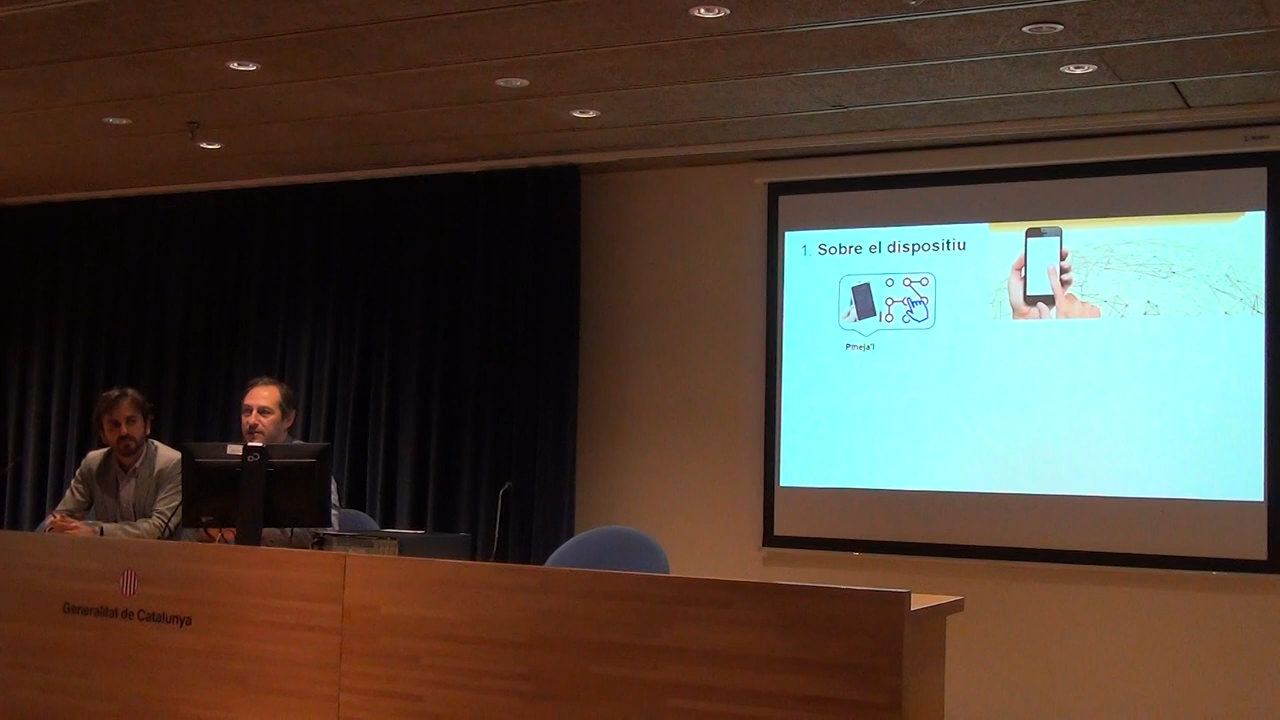 1. Sobre el dispositiu
Pineja'l
Generalitat de Catalunya